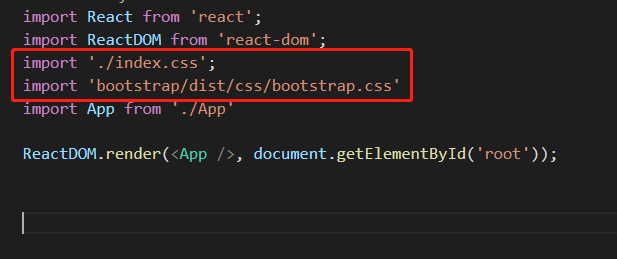 import React from 'react';
import ReactDOM from 'react-dom';
import './index.css';
import 'bootstrap/dist/css/bootstrap.css'
import App from './App'
ReactDOM.render(<App />, document.getElementById('root'));